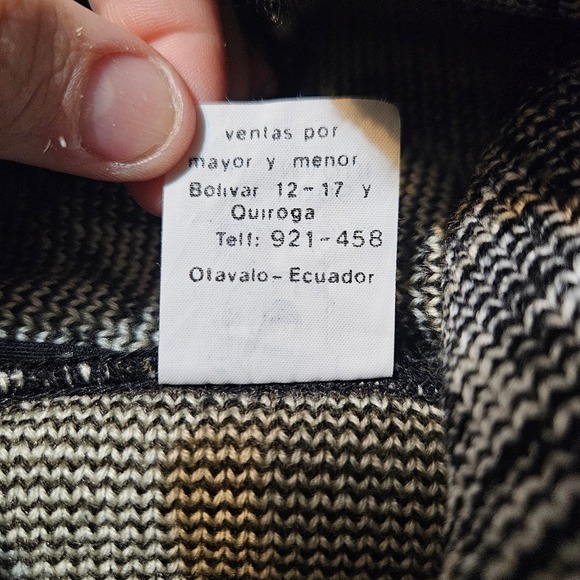 ventas por
mayor y menor
Bolivar 12-17 y
Quiroga
Telf: 921-458
Otavalo-Ecuador